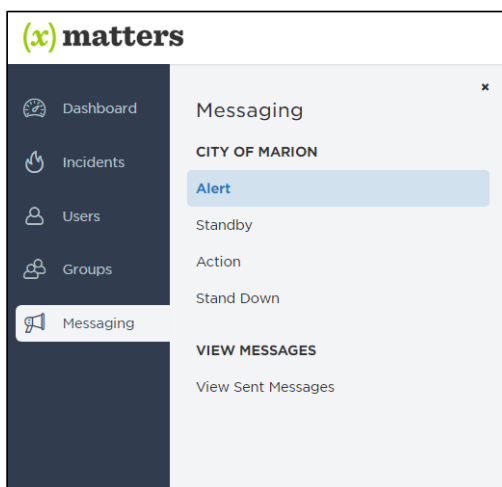 (x) matters
Dashboard
Incidents
Users
Groups
Messaging
×
Messaging
CITY OF MARION
Alert
Standby
Action
Stand Down
VIEW MESSAGES
View Sent Messages